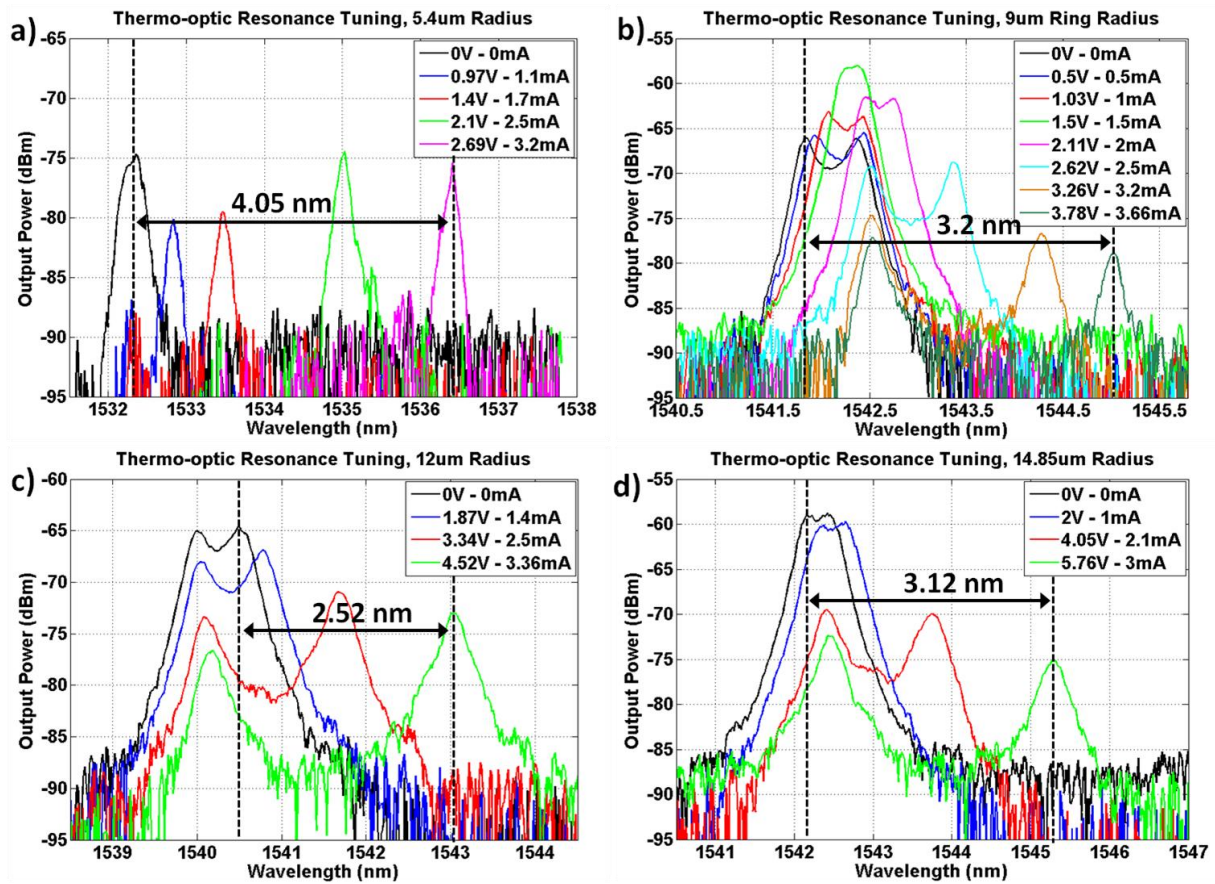 a)
Thermo-optic Resonance Tuning, 5.4um Radius
-65
-70
-75
-80
-85
-90
-95
Output Power (dBm)
0V - 0mA
0.97V - 1.1mA
1.4V - 1.7mA
2.1V - 2.5mA
2.69V - 3.2mA
4.05 nm
1532 1533 1534 1535 1536 1537 1538
Wavelength (nm)
b)
Thermo-optic Resonance Tuning, 9um Ring Radius
-55
-60
-65
-70
-75
-80
-85
-90
-95
Output Power (dBm)
0V - 0mA
0.5V - 0.5mA
1.03V - 1mA
1.5V - 1.5mA
2.11V - 2mA
2.62V - 2.5mA
3.26V - 3.2mA
3.78V - 3.66mA
3.2 nm
1540.5 1541.5 1542.5 1543.5 1544.5 1545.5
Wavelength (nm)
c)
Thermo-optic Resonance Tuning, 12um Radius
-60
-65
-70
-75
-80
-85
-90
-95
Output Power (dBm)
0V - 0mA
1.87V - 1.4mA
3.34V - 2.5mA
4.52V - 3.36mA
2.52 nm
1539 1540 1541 1542 1543 1544
Wavelength (nm)
d)
Thermo-optic Resonance Tuning, 14.85um Radius
-50
-55
-60
-65
-70
-75
-80
-85
-90
-95
Output Power (dBm)
0V - 0mA
2V - 1mA
4.05V - 2.1mA
5.76V - 3mA
3.12 nm
1541 1542 1543 1544 1545 1546 1547
Wavelength (nm)